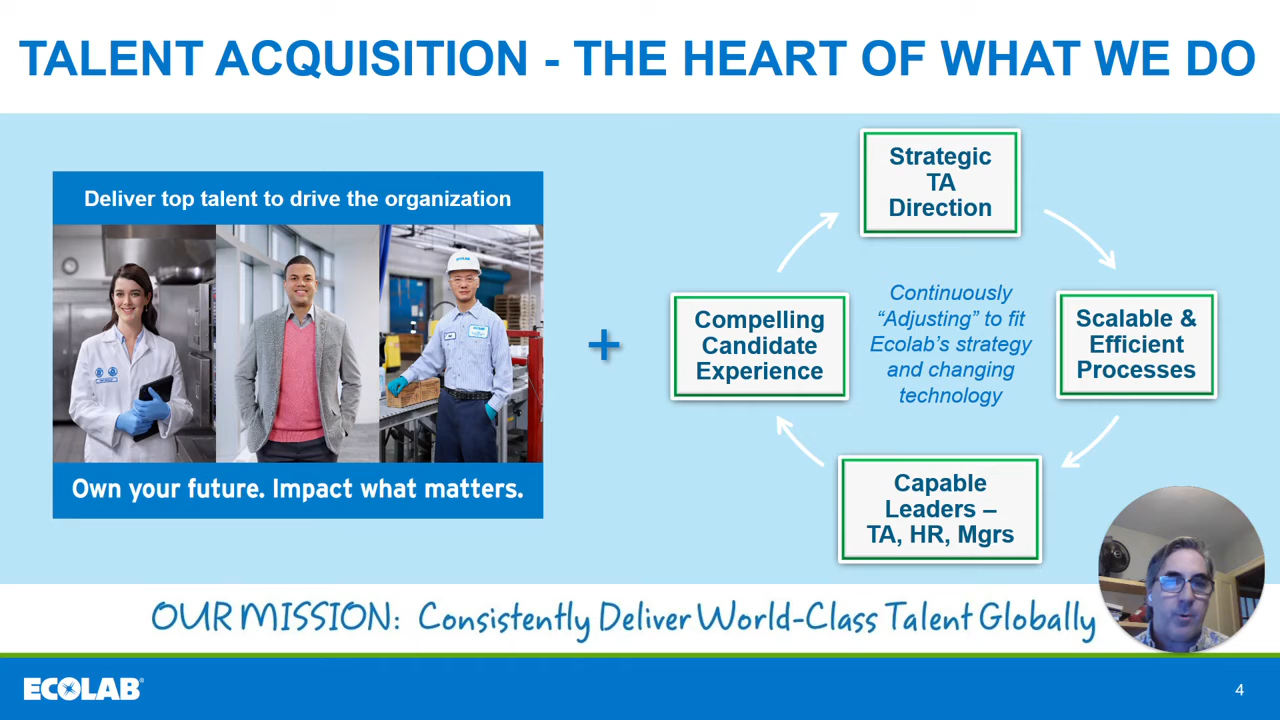 TALENT ACQUISITION - THE HEART OF WHAT WE DO
Deliver top talent to drive the organization
ECOLAB
Own your future. Impact what matters.
+
Strategic
TA
Direction
Compelling
Candidate
Experience
Continuously
“Adjusting” to fit
Ecolab’s strategy
and changing
technology
Scalable &
Efficient
Processes
Capable
Leaders –
TA, HR, Mgrs
OUR MISSION: Consistently Deliver World-Class Talent Globally
ECOLAB®
4